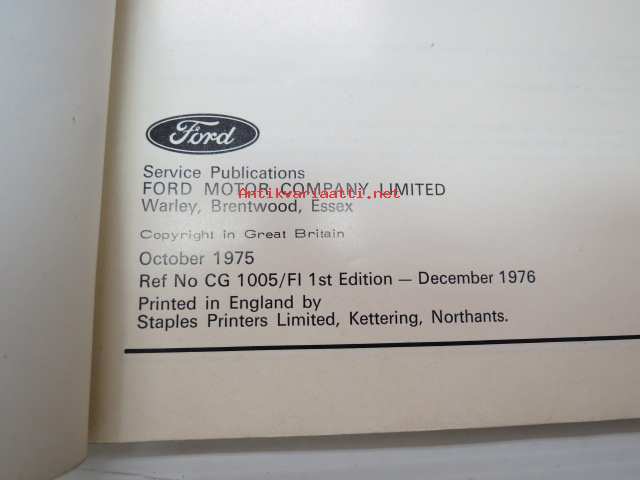 Ford
Service Publications
FORD MOTOR COMPANY LIMITED
Antikvariaatti.net
Warley, Brentwood, Essex
Copyright in Great Britain
October 1975
Ref No CG 1005/FI 1st Edition — December 1976
Printed in England by
Staples Printers Limited, Kettering, Northants.